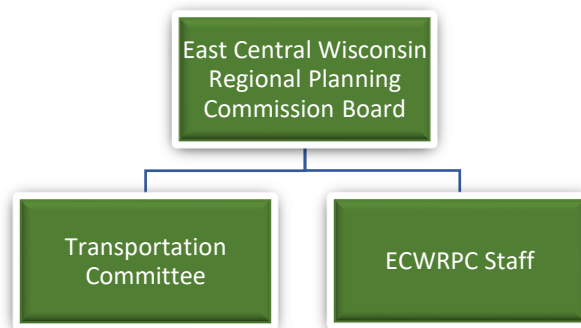 East Central Wisconsin
Regional Planning
Commission Board
Transportation
Committee
ECWRPC Staff